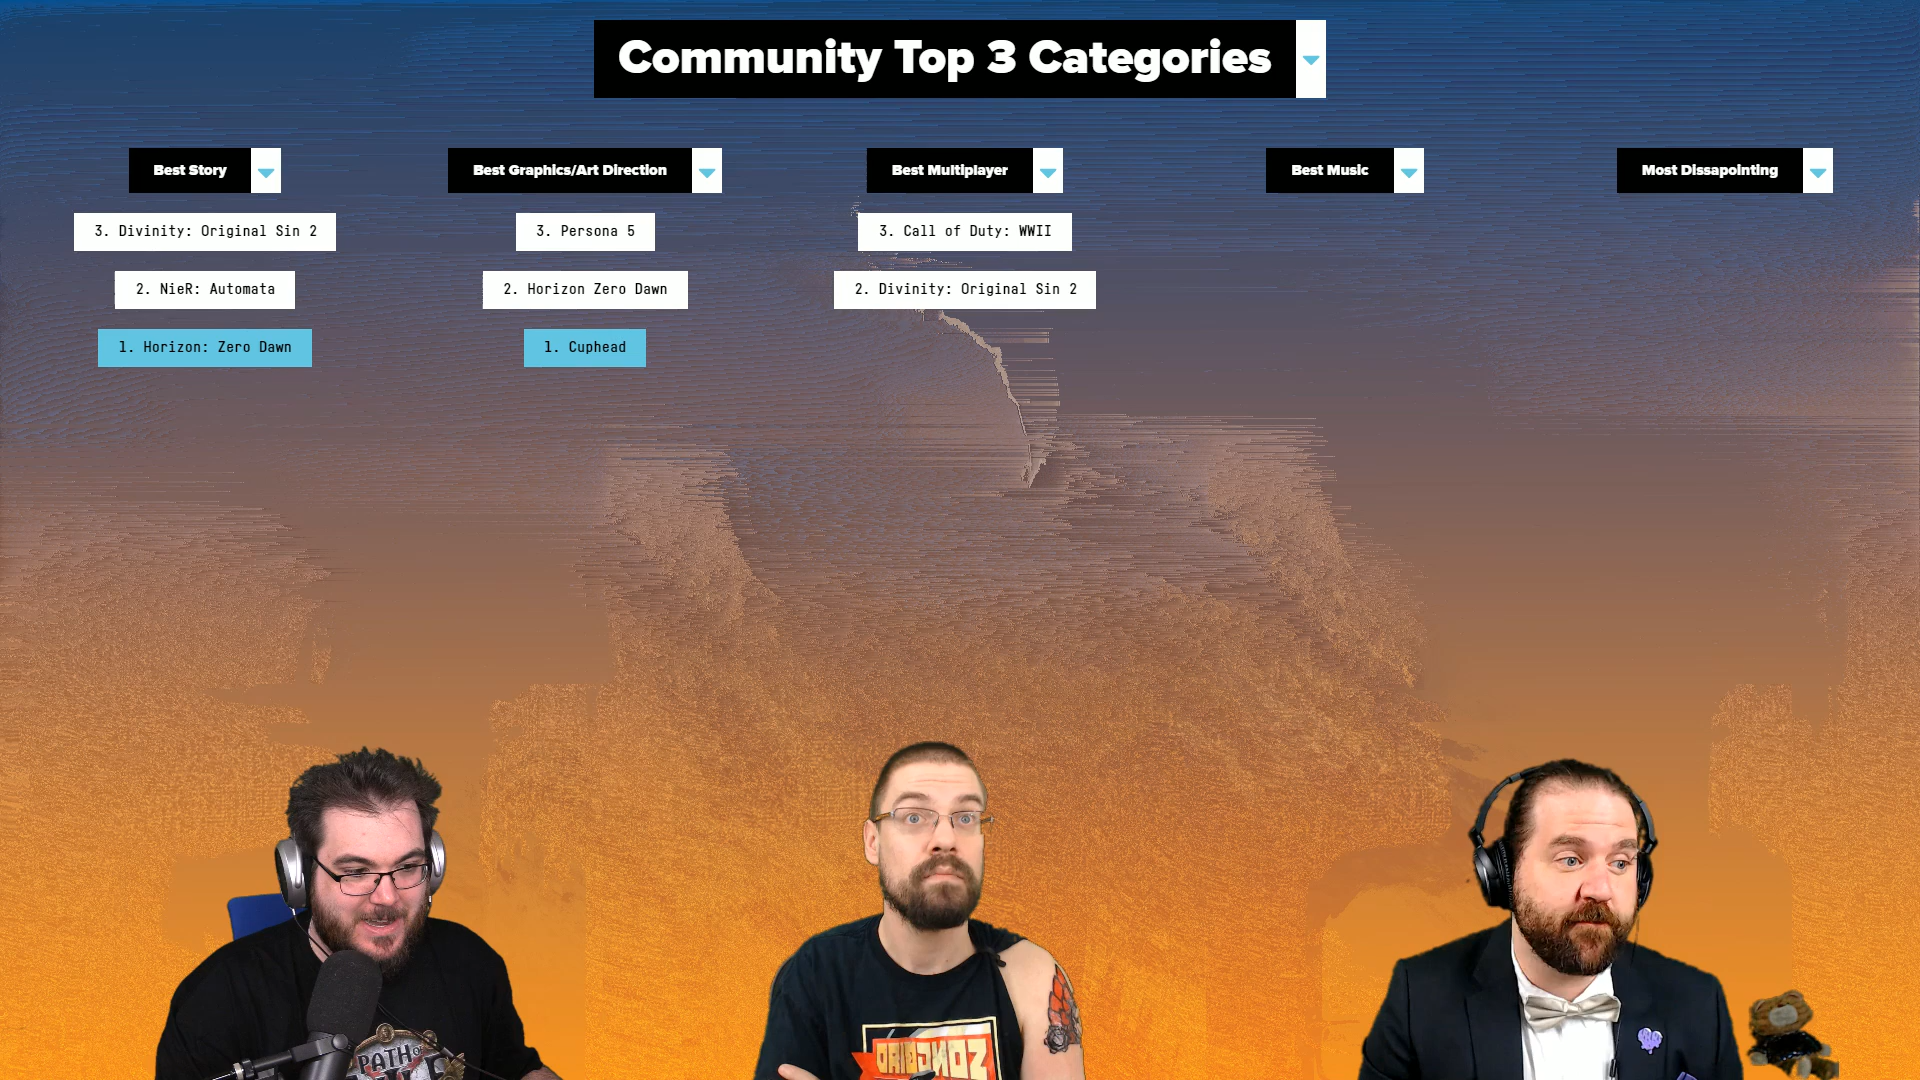 Community Top 3 Categories
Best Story
3. Divinity: Original Sin 2
2. NieR: Automata
1. Horizon: Zero Dawn
Best Graphics/Art Direction
3. Persona 5
2. Horizon Zero Dawn
1. Cuphead
Best Multiplayer
3. Call of Duty: WWII
2. Divinity: Original Sin 2
Best Music
Most Dissapointing
PATH OF